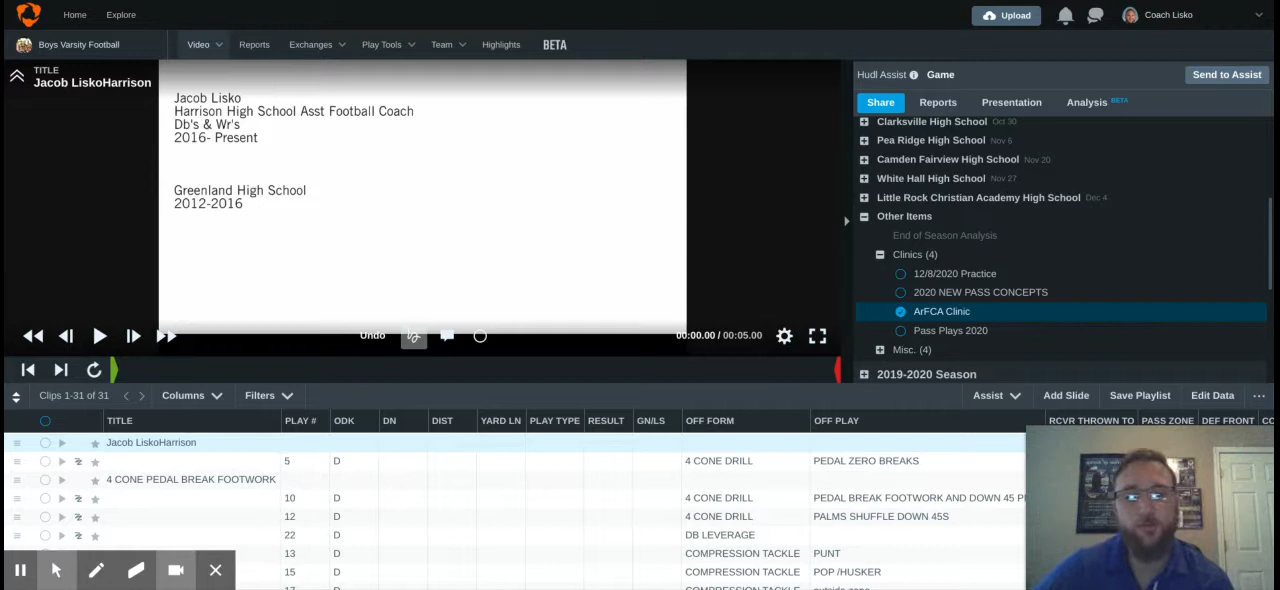 Home Explore Upload Coach Lisko
Boys Varsity Football Video Reports Exchanges Play Tools Team Highlights BETA
TITLE
Jacob LiskoHarrison
Jacob Lisko
Harrison High School Asst Football Coach
Db's & Wr's
2016- Present
Greenland High School
2012-2016
Undo 00:00.00 / 00:05.00
Hudl Assist Game Send to Assist
Share Reports Presentation Analysis BETA
Clarksville High School Oct 30
Pea Ridge High School Nov 6
Camden Fairview High School Nov 20
White Hall High School Nov 27
Little Rock Christian Academy High School Dec 4
Other Items
End of Season Analysis
Clinics (4)
12/8/2020 Practice
2020 NEW PASS CONCEPTS
ArFCA Clinic
Pass Plays 2020
Misc. (4)
2019-2020 Season
Clips 1-31 of 31 Columns Filters Assist Add Slide Save Playlist Edit Data
TITLE PLAY # ODK DN DIST YARD LN PLAY TYPE RESULT GN/LS OFF FORM OFF PLAY RCVR THROWN TO PASS ZONE DEF FRONT CO
Jacob LiskoHarrison
5 D 4 CONE DRILL PEDAL ZERO BREAKS
4 CONE PEDAL BREAK FOOTWORK
10 D 4 CONE DRILL PEDAL BREAK FOOTWORK AND DOWN 45 P
12 D 4 CONE DRILL PALMS SHUFFLE DOWN 45S
22 D DB LEVERAGE
13 D COMPRESSION TACKLE PUNT
15 D COMPRESSION TACKLE POP /HUSKER
17 D COMPRESSION TACKLE outside zone